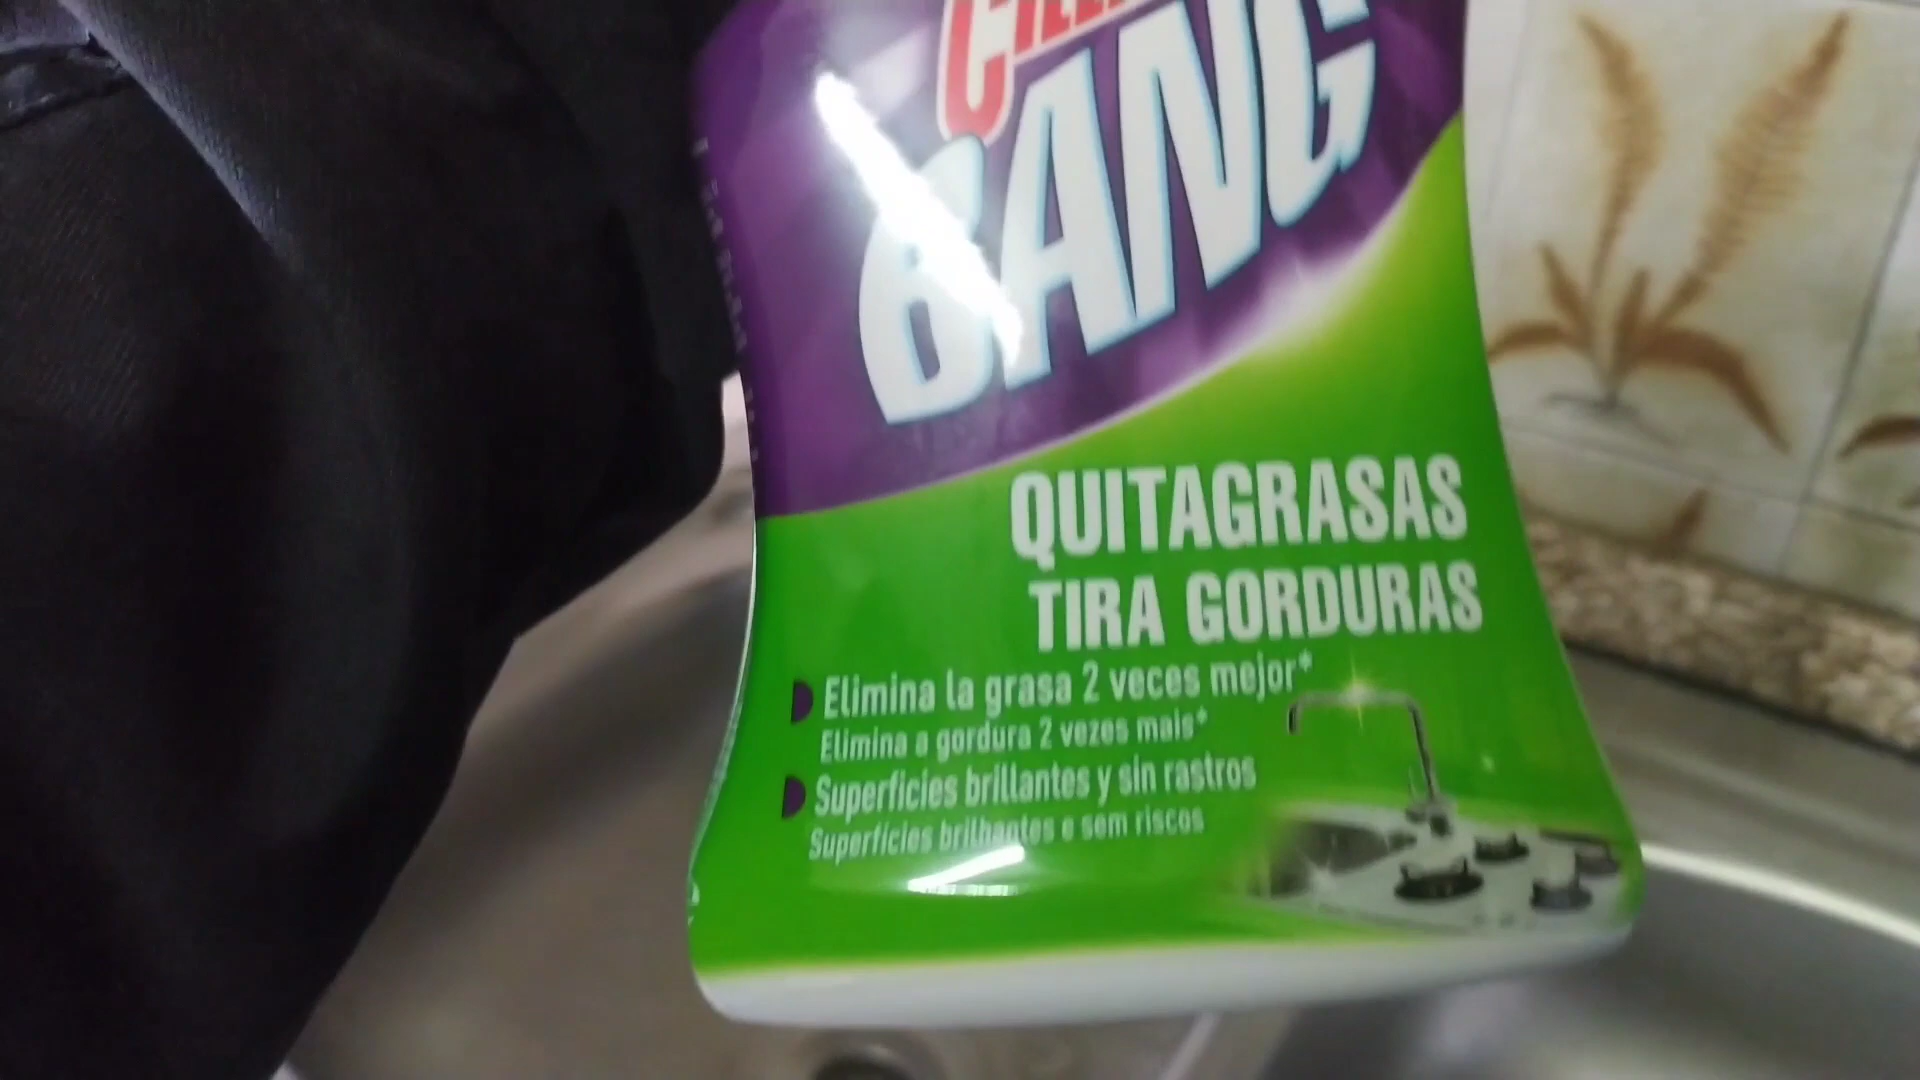 BANG
QUITAGRASAS
TIRA GORDURAS
Elimina la grasa 2 veces mejor*
Elimina a gordura 2 vezes mais*
Superficies brillantes y sin rastros
Superfícies brilhantes e sem riscos